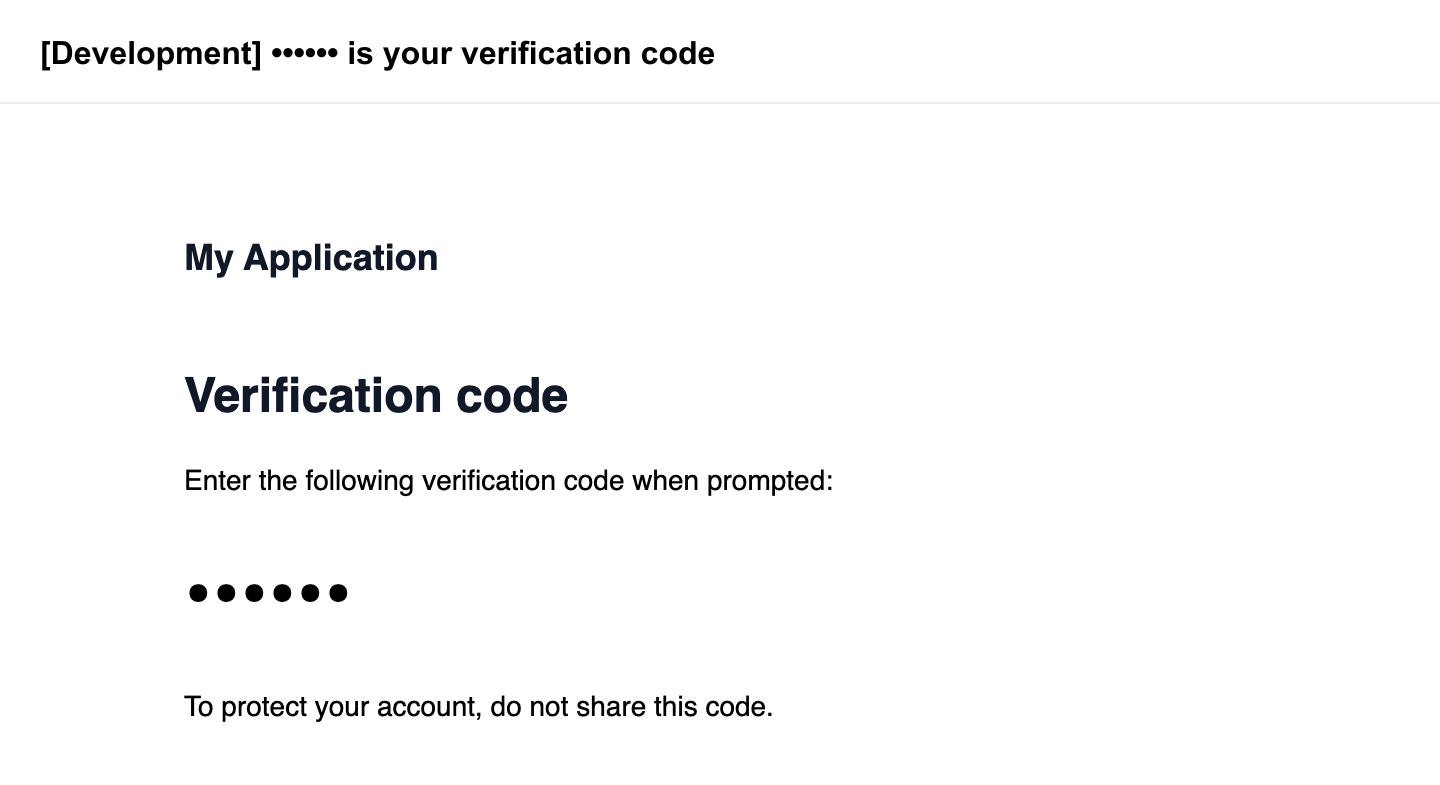 [Development] •••••• is your verification code
My Application
Verification code
Enter the following verification code when prompted:
••••••
To protect your account, do not share this code.